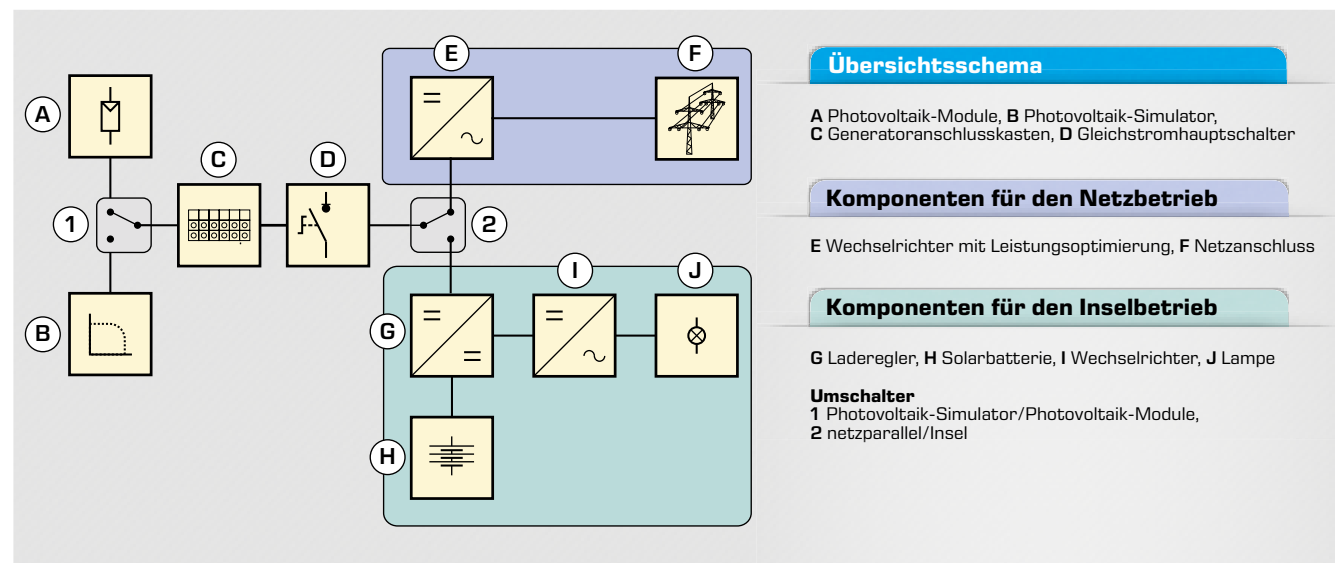 A
B
1
C
D
E
F
2
G
H
I
J
Übersichtsschema
A Photovoltaik-Module, B Photovoltaik-Simulator,
C Generatoranschlusskasten, D Gleichstromhauptschalter
Komponenten für den Netzbetrieb
E Wechselrichter mit Leistungsoptimierung, F Netzanschluss
Komponenten für den Inselbetrieb
G Laderegler, H Solarbatterie, I Wechselrichter, J Lampe
Umschalter
1 Photovoltaik-Simulator/Photovoltaik-Module,
2 netzparallel/Insel